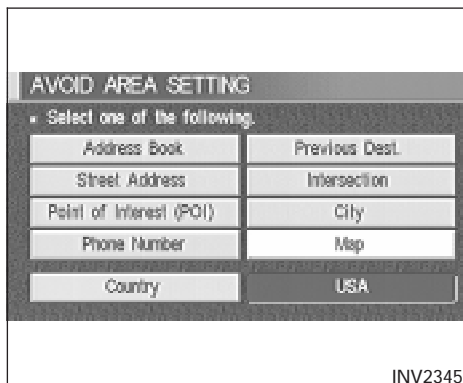 AVOID AREA SETTING
Select one of the following.
Address Book Previous Dest.
Street Address Intersection
Point of Interest (POI) City
Phone Number Map
Country USA
INV2345